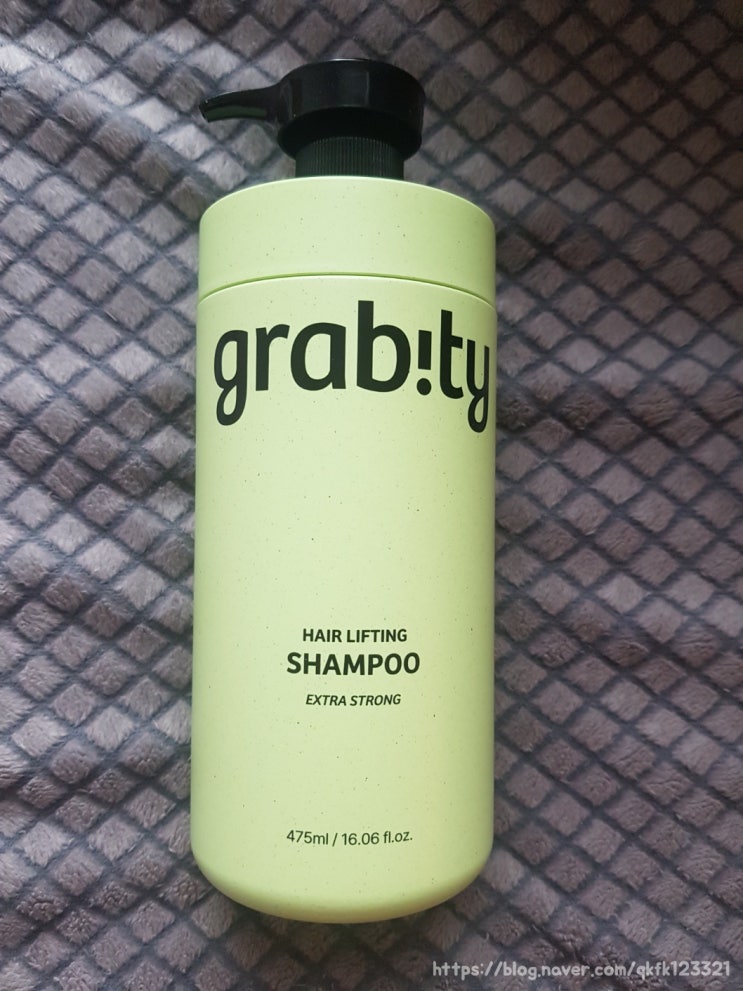 grab!ty
HAIR LIFTING
SHAMPOO
EXTRA STRONG
475ml / 16.06 fl.oz.
https://blog.naver.com/qkfk123321